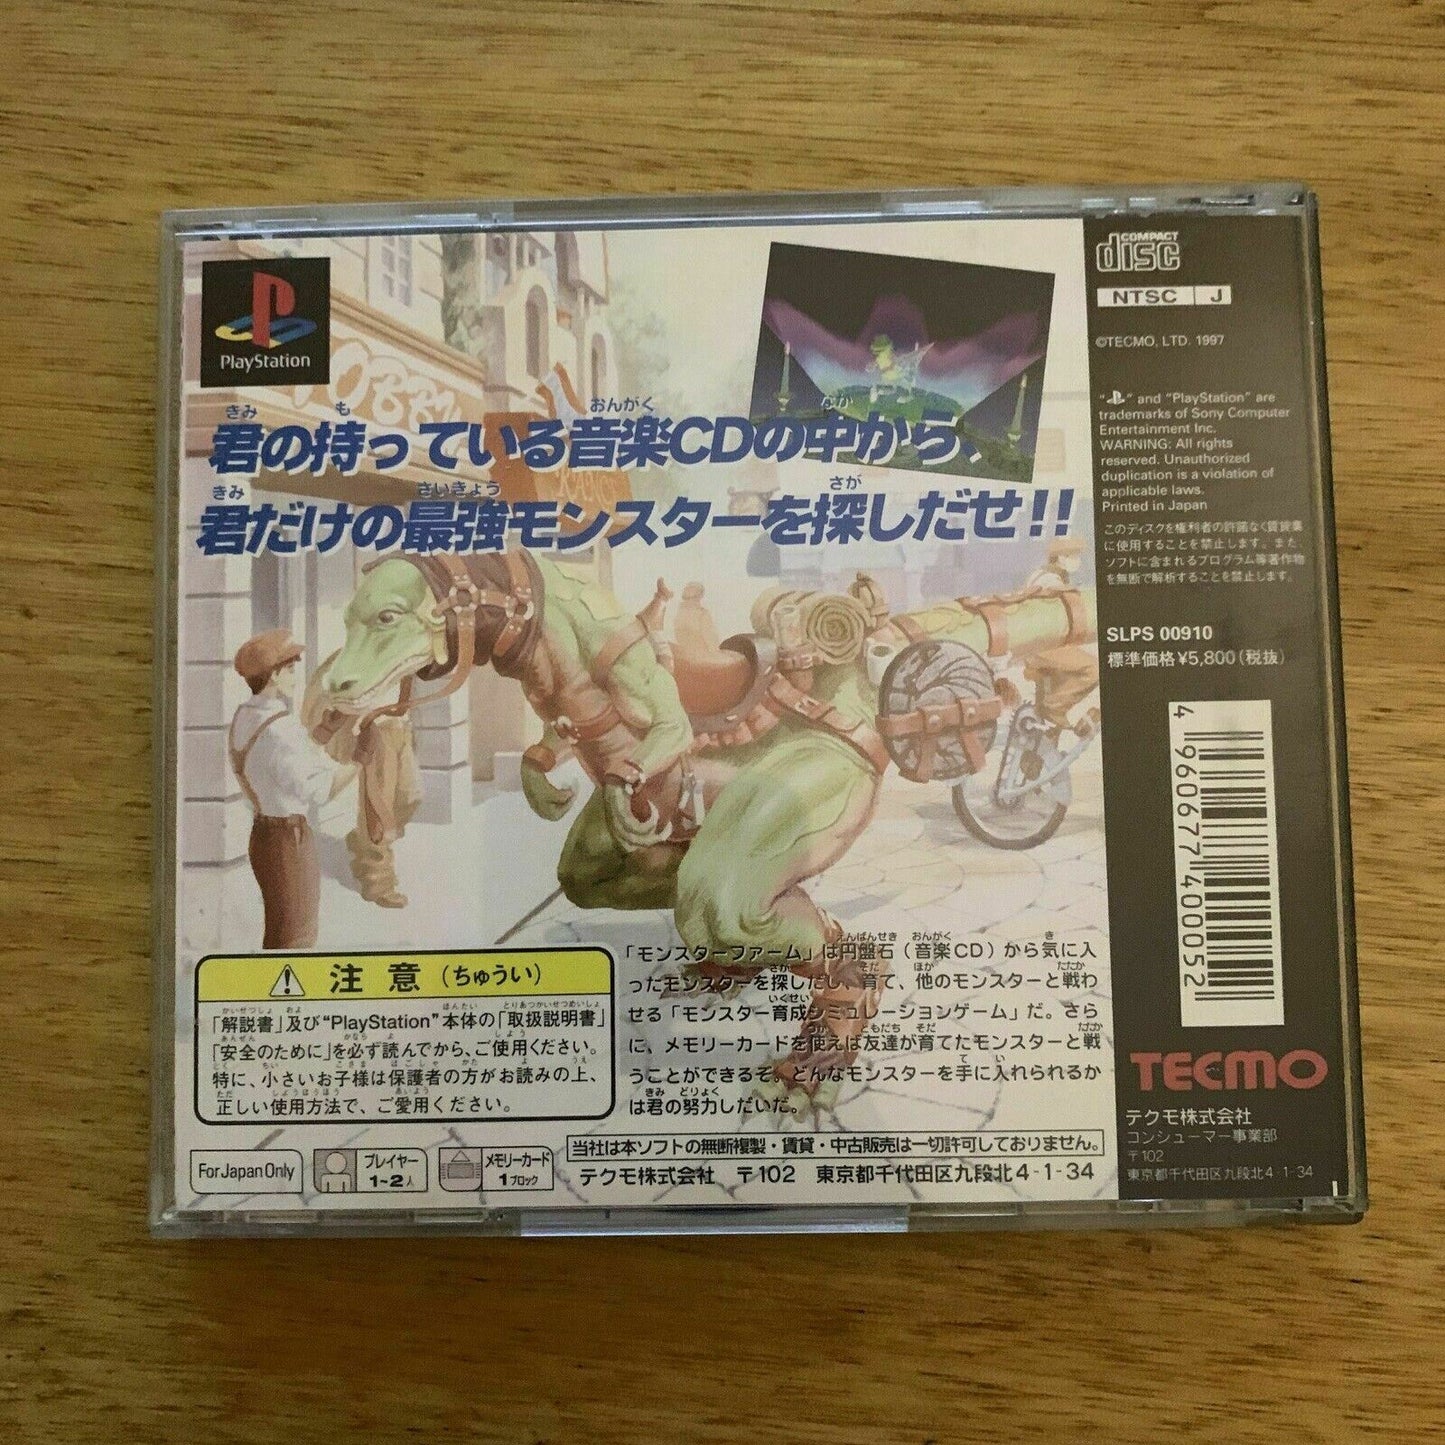 PlayStation
君の持っている音楽CDの中から、
君だけの最強モンスターを探しだせ!!
COMPACT
disc
NTSC J
©TECMO, LTD. 1997
" " and "PlayStation" are
trademarks of Sony Computer
Entertainment Inc.
WARNING: All rights
reserved. Unauthorized
duplication is a violation of
applicable laws.
Printed in Japan
このディスクを権利者の許諾なく賃貸業
に使用することを禁止します。また、
ソフトに含まれるプログラム等著作物
を無断で解析することを禁止します。
SLPS 00910
標準価格¥5,800(税抜)
4 960677 400052
TECMO
テクモ株式会社
コンシューマー事業部
〒102
東京都千代田区九段北4-1-34
注意(ちゅうい)
「解説書」及び"PlayStation"本体の「取扱説明書」
「安全のために」を必ず読んでから、ご使用ください。
特に、小さいお子様は保護者の方がお読みの上、
正しい使用方法で、ご愛用ください。
「モンスターファーム」は円盤石(音楽CD)から気に入
ったモンスターを探しだし、育て、他のモンスターと戦わ
せる「モンスター育成シミュレーションゲーム」だ。さら
に、メモリーカードを使えば友達が育てたモンスターと戦
うことができるぞ。どんなモンスターを手に入れられるか
は君の努力しだいだ。
For Japan Only
プレイヤー
1~2人
メモリーカード
1ブロック
当社は本ソフトの無断複製・賃貸・中古販売は一切許可しておりません。
テクモ株式会社 〒102 東京都千代田区九段北4-1-34